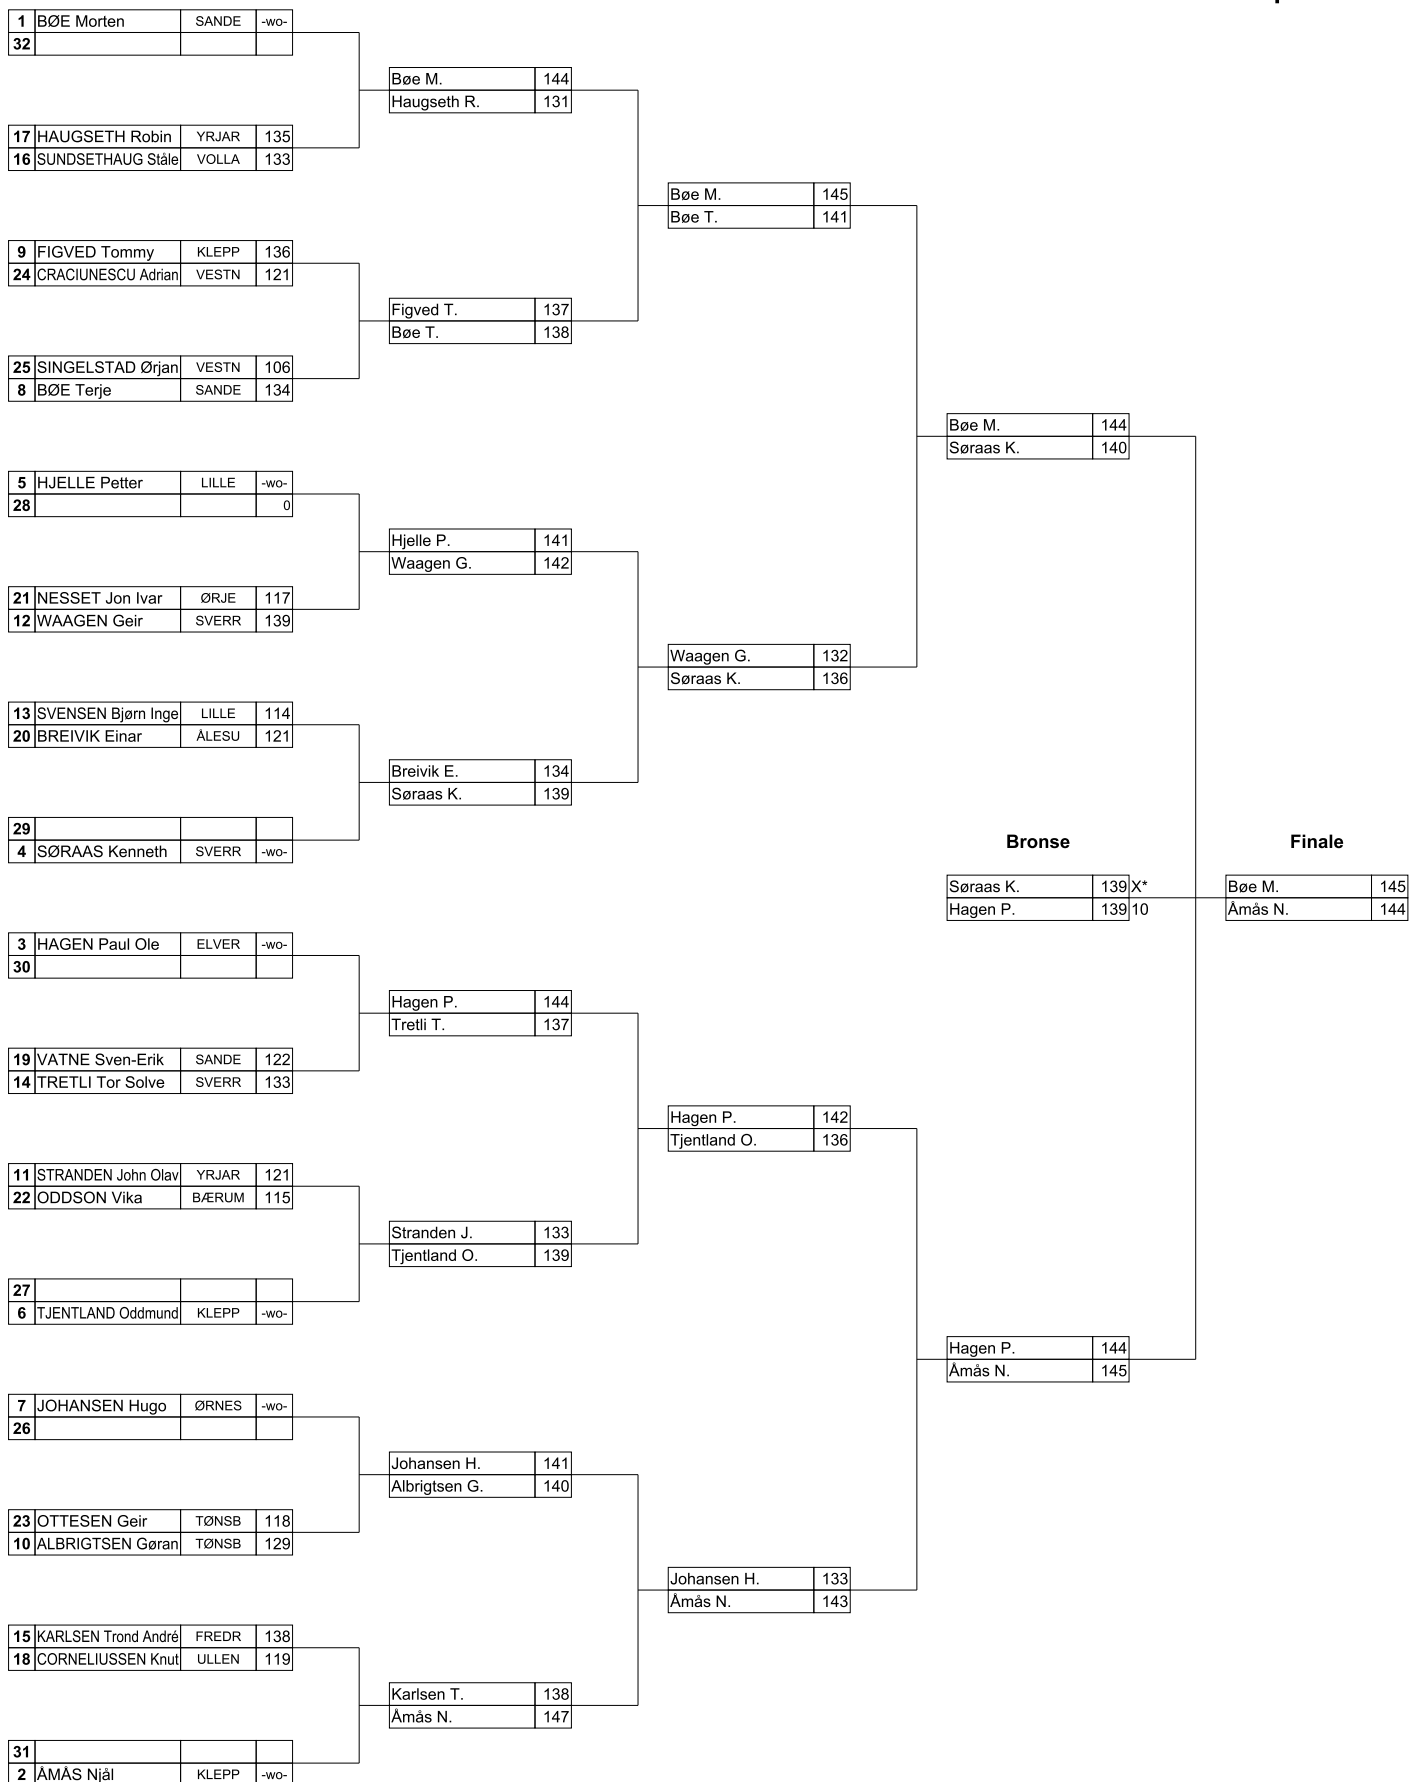 1 BØE Morten SANDE -wo-
32
Bøe M. 144
Haugseth R. 131
17 HAUGSETH Robin YRJAR 135
16 SUNDSETHAUG Ståle VOLLA 133
Bøe M. 145
Bøe T. 141
9 FIGVED Tommy KLEPP 136
24 CRACIUNESCU Adrian VESTN 121
Figved T. 137
Bøe T. 138
25 SINGELSTAD Ørjan VESTN 106
8 BØE Terje SANDE 134
Bøe M. 144
Søraas K. 140
5 HJELLE Petter LILLE -wo-
28 0
Hjelle P. 141
Waagen G. 142
21 NESSET Jon Ivar ØRJE 117
12 WAAGEN Geir SVERR 139
Waagen G. 132
Søraas K. 136
13 SVENSEN Bjørn Inge LILLE 114
20 BREIVIK Einar ÅLESU 121
Breivik E. 134
Søraas K. 139
29
4 SØRAAS Kenneth SVERR -wo-
Bronse Finale
Søraas K. 139 X* Bøe M. 145
Hagen P. 139 10 Åmås N. 144
3 HAGEN Paul Ole ELVER -wo-
30
Hagen P. 144
Tretli T. 137
19 VATNE Sven-Erik SANDE 122
14 TRETLI Tor Solve SVERR 133
Hagen P. 142
Tjentland O. 136
11 STRANDEN John Olav YRJAR 121
22 ODDSON Vika BÆRUM 115
Stranden J. 133
Tjentland O. 139
27
6 TJENTLAND Oddmund KLEPP -wo-
Hagen P. 144
Åmås N. 145
7 JOHANSEN Hugo ØRNES -wo-
26
Johansen H. 141
Albrigtsen G. 140
23 OTTESEN Geir TØNSB 118
10 ALBRIGTSEN Gøran TØNSB 129
Johansen H. 133
Åmås N. 143
15 KARLSEN Trond André FREDR 138
18 CORNELIUSSEN Knut ULLEN 119
Karlsen T. 138
Åmås N. 147
31
2 ÅMÅS Njål KLEPP -wo-